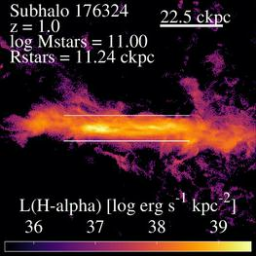 Subhalo 176324
22.5 ckpc
z = 1.0
log Mstars = 11.00
Rstars = 11.24 ckpc
L(H-alpha) [log erg s⁻¹ kpc⁻²]
36 37 38 39